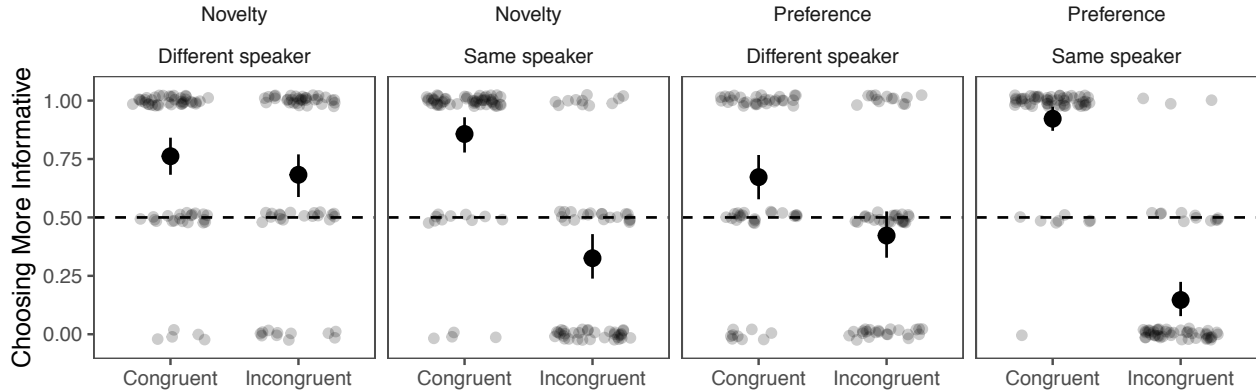 Novelty
Novelty
Preference
Preference
Different speaker
Same speaker
Different speaker
Same speaker
Choosing More Informative
1.00
0.75
0.50
0.25
0.00
Congruent
Incongruent
Congruent
Incongruent
Congruent
Incongruent
Congruent
Incongruent